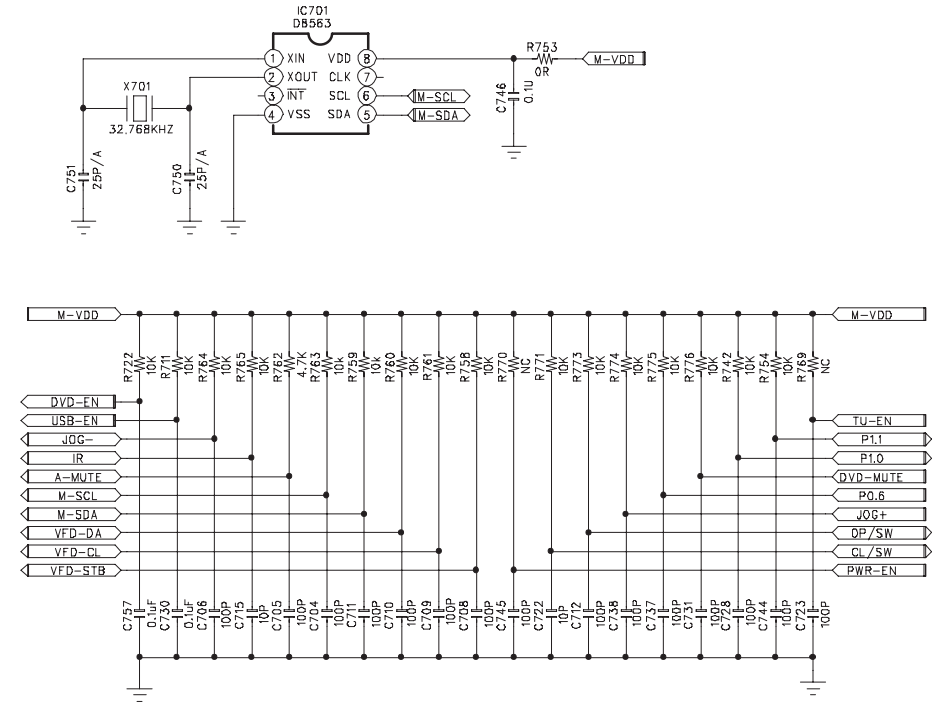 IC701
D8563
1 XIN VDD 8
2 XOUT CLK 7
3 INT SCL 6
4 VSS SDA 5
R753
0R
M-VDD
C746
0.1U
M-SCL
M-SDA
X701
32.768KHZ
C751
25P/A
C750
25P/A
M-VDD
M-VDD
R722
10K
R711
10K
R764
10K
R765
10K
R762
4.7K
R763
10k
R759
10k
R760
10K
R761
10K
R758
10K
R770
NC
R771
10K
R773
10K
R774
10K
R775
10K
R776
10K
R742
10K
R754
10K
R769
NC
DVD-EN
USB-EN
TU-EN
JOG-
P1.1
IR
P1.0
A-MUTE
DVD-MUTE
M-SCL
P0.6
M-SDA
JOG+
VFD-DA
OP/SW
VFD-CL
CL/SW
VFD-STB
PWR-EN
C757
0.1uF
C730
0.1uF
C706
100P
C715
10P
C705
100P
C704
100P
C711
100P
C710
100P
C709
100P
C708
100P
C745
100P
C722
10P
C712
100P
C738
100P
C737
100P
C731
100P
C728
100P
C744
100P
C723
100P